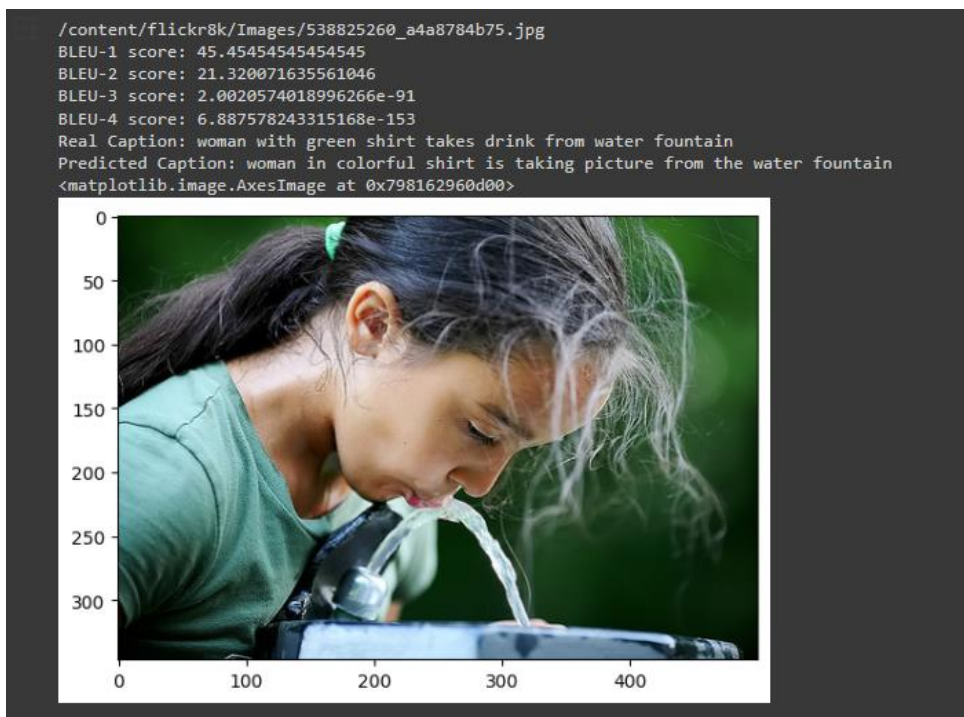 /content/flickr8k/Images/538825260_a4a8784b75.jpg
BLEU-1 score: 45.45454545454545
BLEU-2 score: 21.320071635561046
BLEU-3 score: 2.0020574018996266e-91
BLEU-4 score: 6.887578243315168e-153
Real Caption: woman with green shirt takes drink from water fountain
Predicted Caption: woman in colorful shirt is taking picture from the water fountain
<matplotlib.image.AxesImage at 0x798162960d00>
0
50
100
150
200
250
300
0 100 200 300 400